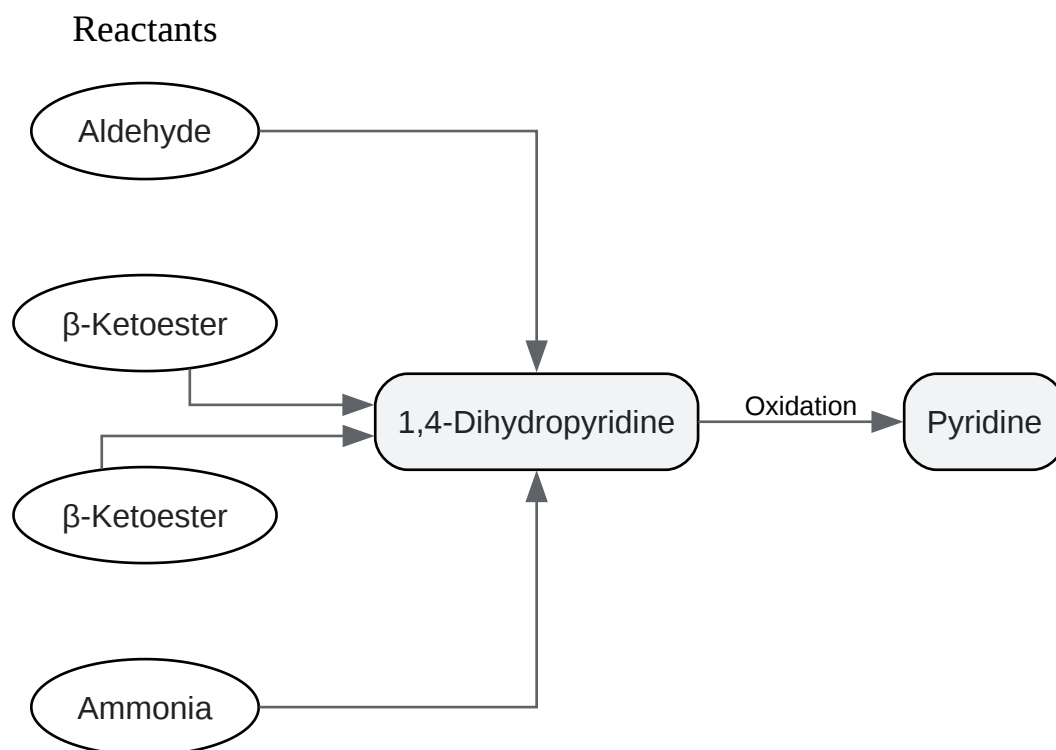 Reactants
Aldehyde
β-Ketoester
β-Ketoester
Ammonia
1,4-Dihydropyridine
Oxidation
Pyridine